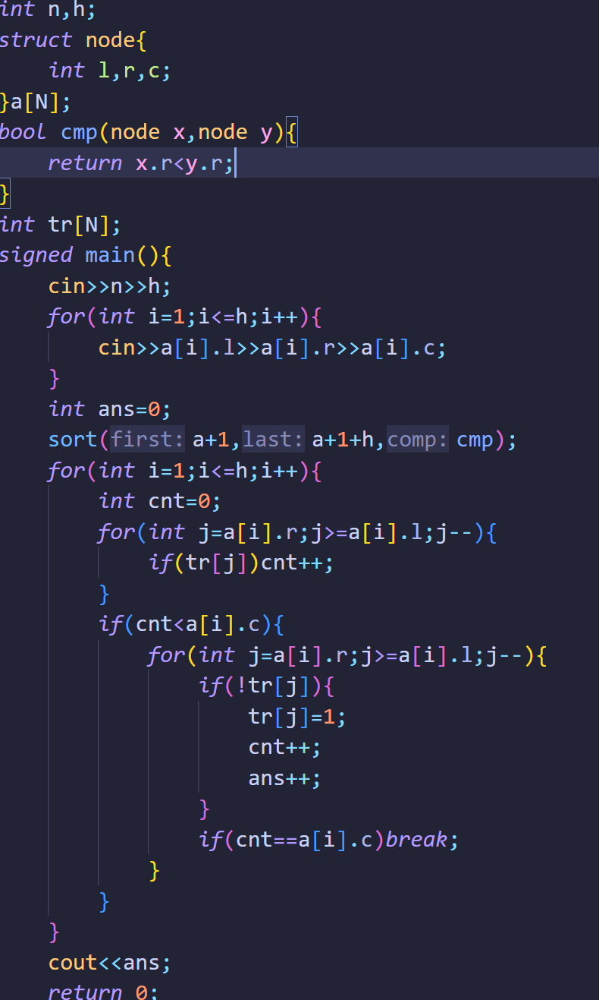 int n,h;
struct node{
    int l,r,c;
}a[N];
bool cmp(node x,node y){
    return x.r<y.r;
}
int tr[N];
signed main(){
    cin>>n>>h;
    for(int i=1;i<=h;i++){
        cin>>a[i].l>>a[i].r>>a[i].c;
    }
    int ans=0;
    sort(first: a+1,last: a+1+h,comp: cmp);
    for(int i=1;i<=h;i++){
        int cnt=0;
        for(int j=a[i].r;j>=a[i].l;j--){
            if(tr[j])cnt++;
        }
        if(cnt<a[i].c){
            for(int j=a[i].r;j>=a[i].l;j--){
                if(!tr[j]){
                    tr[j]=1;
                    cnt++;
                    ans++;
                }
                if(cnt==a[i].c)break;
            }
        }
    }
    cout<<ans;
    return 0;